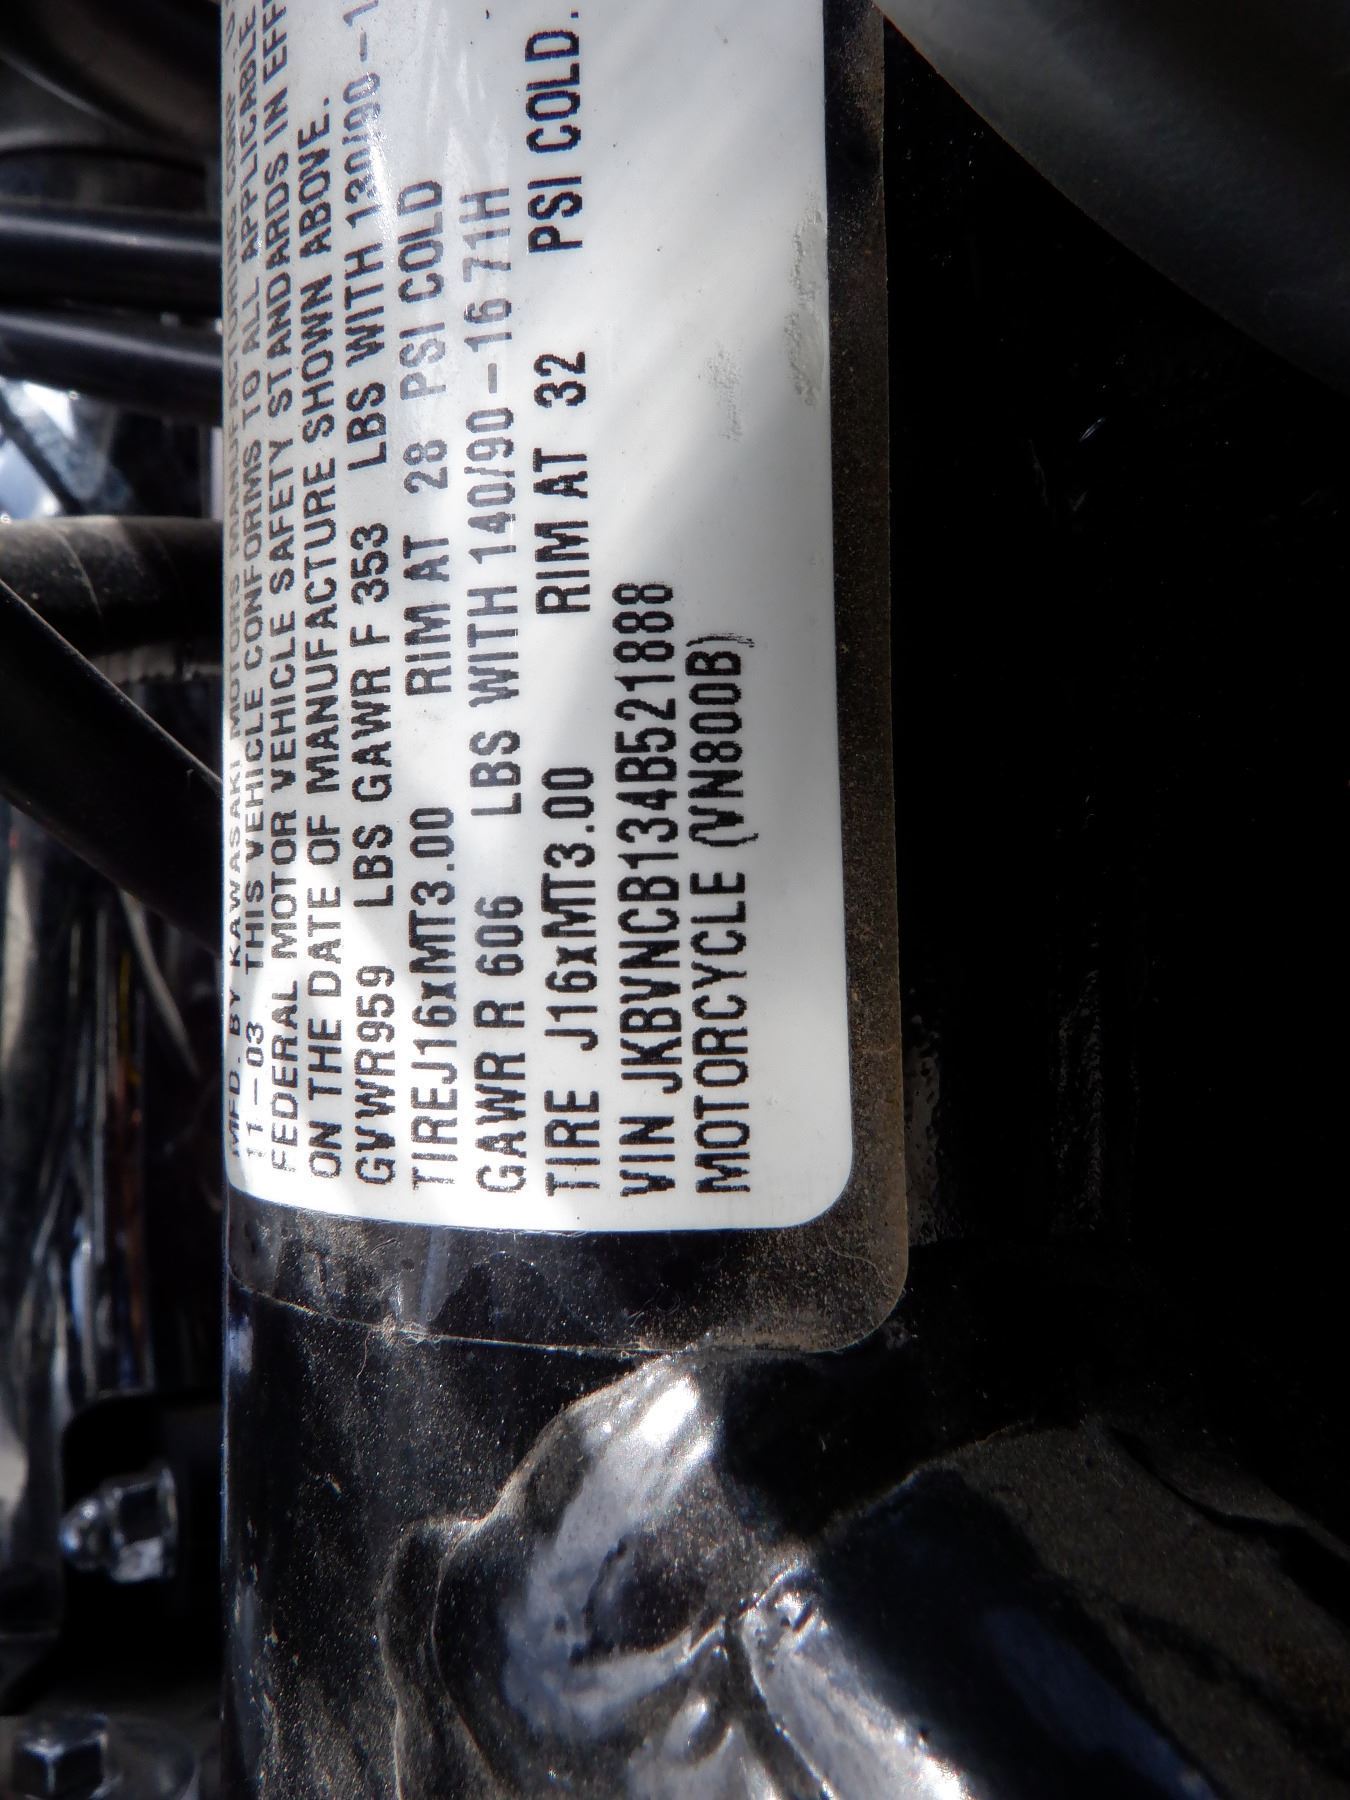 MFD. BY KAWASAKI MOTORS MANUFACTURING CORP.
11-03 THIS VEHICLE CONFORMS TO ALL APPLICABLE
FEDERAL MOTOR VEHICLE SAFETY STANDARDS IN EFF
ON THE DATE OF MANUFACTURE SHOWN ABOVE.
GVWR959 LBS GAWR F 353 LBS WITH 130/90-1
TIREJ16xMT3.00 RIM AT 28 PSI COLD
GAWR R 606 LBS WITH 140/90-16 71H
TIRE J16xMT3.00 RIM AT 32 PSI COLD.
VIN JKBVNCB134B521888
MOTORCYCLE (VN800B)